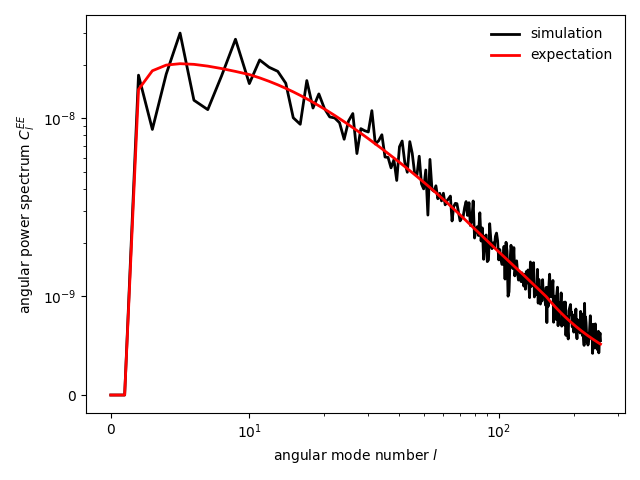 simulation
expectation
angular power spectrum $C_l^{EE}$
10⁻⁸
10⁻⁹
0
0
10¹
10²
angular mode number $l$